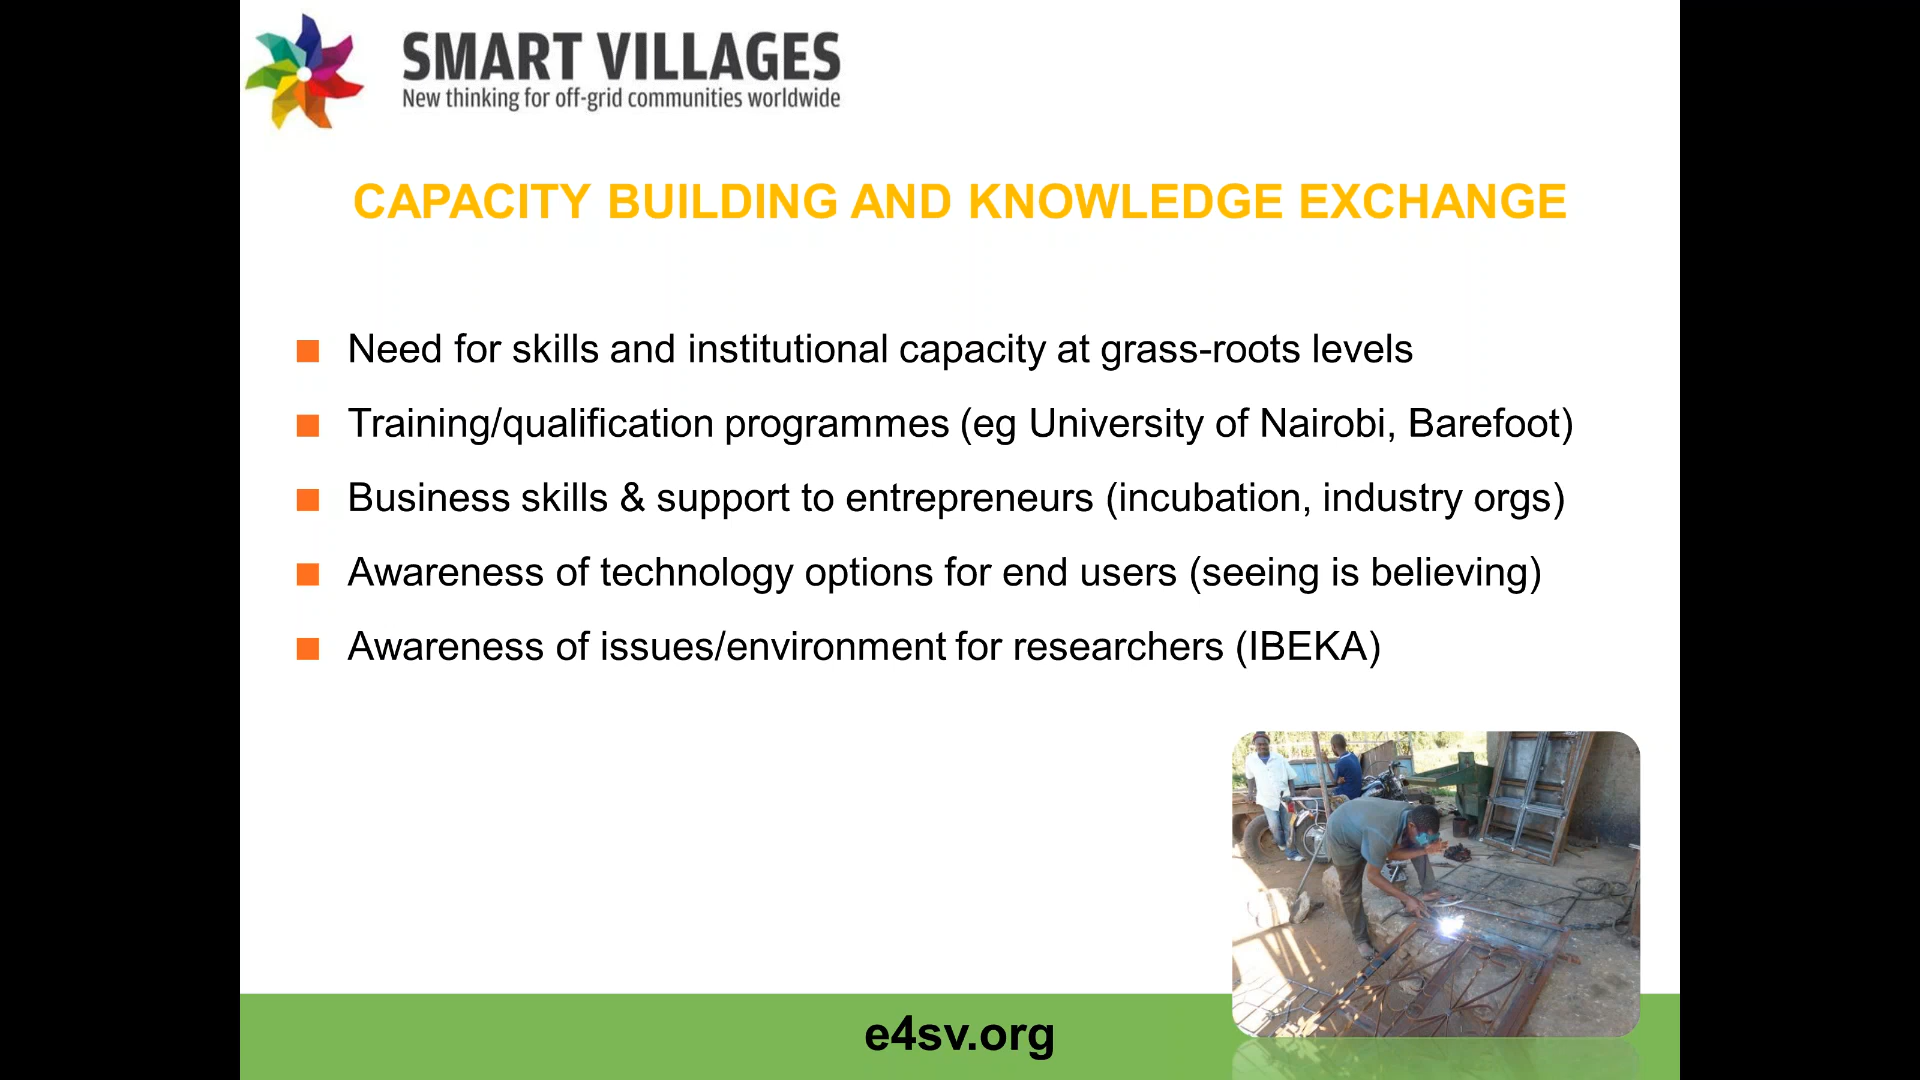 SMART VILLAGES
New thinking for off-grid communities worldwide
CAPACITY BUILDING AND KNOWLEDGE EXCHANGE
Need for skills and institutional capacity at grass-roots levels
Training/qualification programmes (eg University of Nairobi, Barefoot)
Business skills & support to entrepreneurs (incubation, industry orgs)
Awareness of technology options for end users (seeing is believing)
Awareness of issues/environment for researchers (IBEKA)
e4sv.org